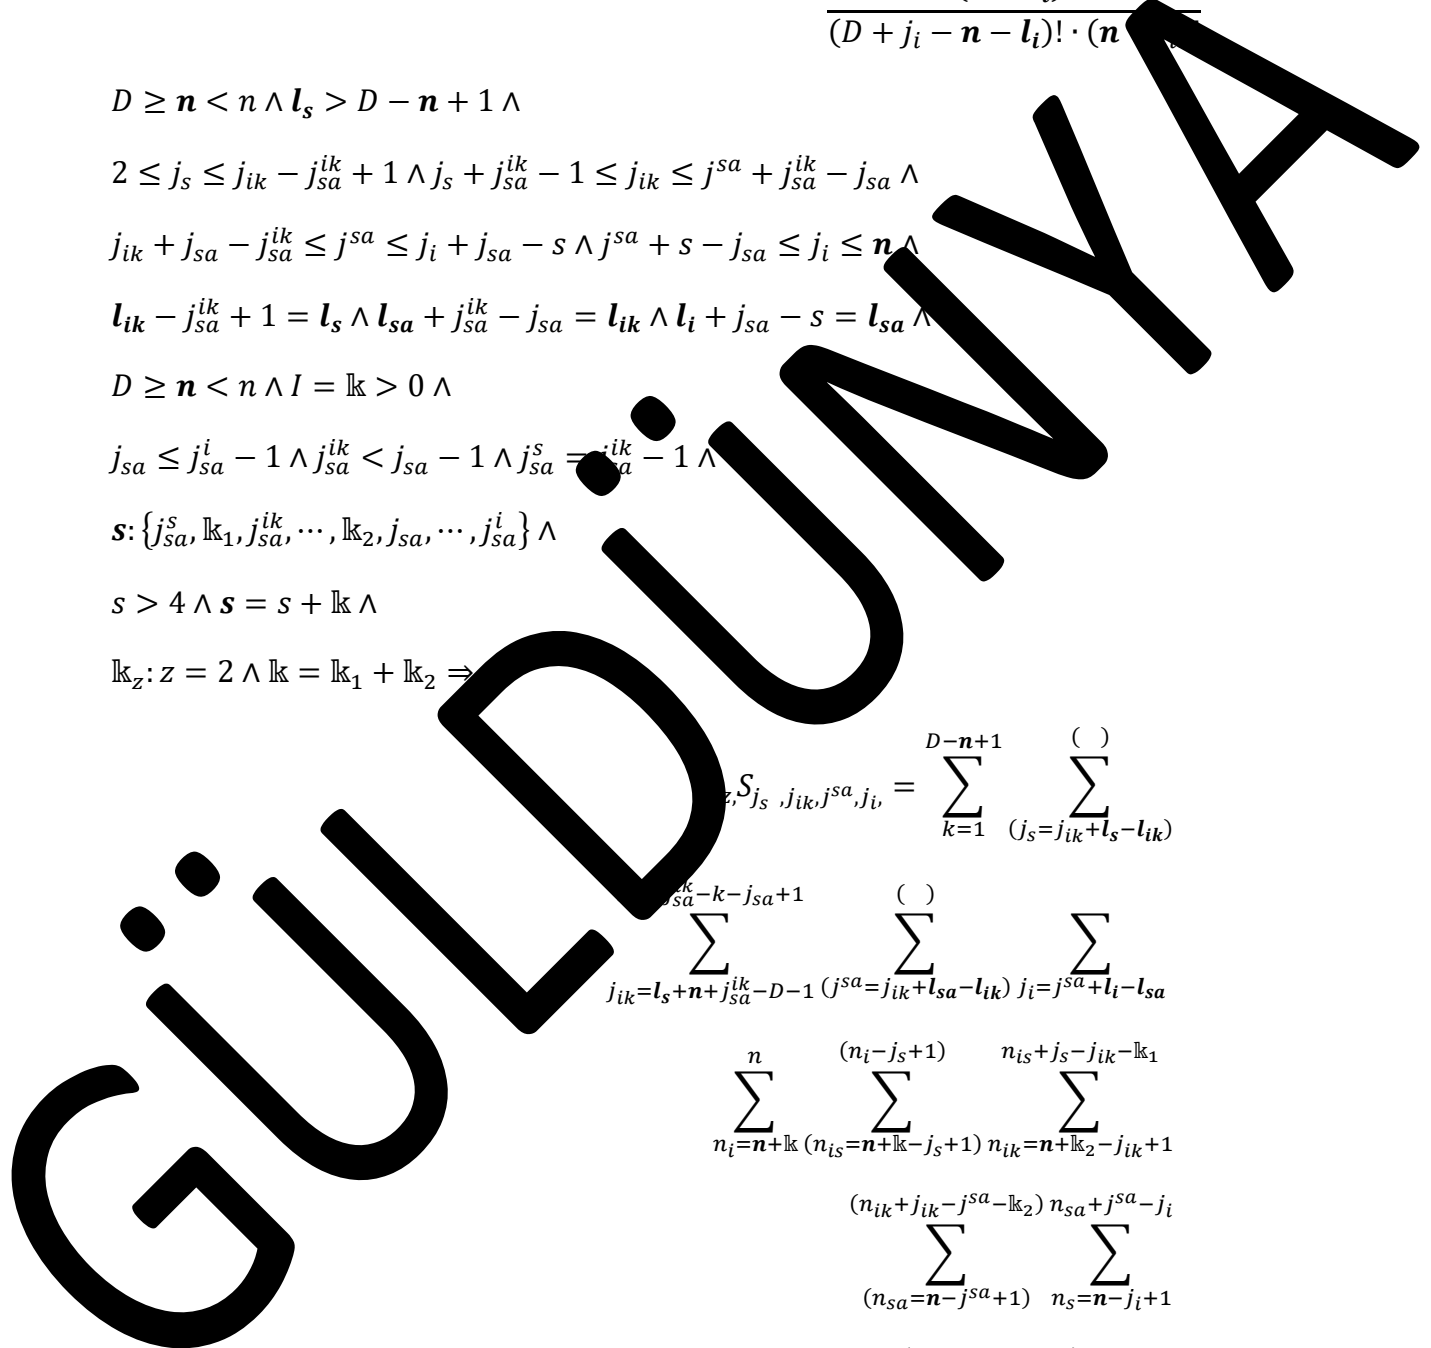 (D + j_i − n − l_i)! · (n
D ≥ n < n ∧ l_s > D − n + 1 ∧
2 ≤ j_s ≤ j_ik − j_sa^ik + 1 ∧ j_s + j_sa^ik − 1 ≤ j_ik ≤ j^sa + j_sa^ik − j_sa ∧
j_ik + j_sa − j_sa^ik ≤ j^sa ≤ j_i + j_sa − s ∧ j^sa + s − j_sa ≤ j_i ≤ n ∧
l_ik − j_sa^ik + 1 = l_s ∧ l_sa + j_sa^ik − j_sa = l_ik ∧ l_i + j_sa − s = l_sa ∧
D ≥ n < n ∧ I = 𝕜 > 0 ∧
j_sa ≤ j_sa^i − 1 ∧ j_sa^ik < j_sa − 1 ∧ j_sa^s = j_sa^ik − 1 ∧
s: {j_sa^s, 𝕜_1, j_sa^ik, ⋯, 𝕜_2, j_sa, ⋯, j_sa^i} ∧
s > 4 ∧ s = s + 𝕜 ∧
𝕜_z: z = 2 ∧ 𝕜 = 𝕜_1 + 𝕜_2 ⇒
D−n+1 ( )
z, S_{j_s ,j_ik,j^sa,j_i,} = ∑ ∑
k=1 (j_s=j_ik+l_s−l_ik)
j_sa^ik−k−j_sa+1 ( )
∑ ∑ ∑
j_ik=l_s+n+j_sa^ik−D−1 (j^sa=j_ik+l_sa−l_ik) j_i=j^sa+l_i−l_sa
n (n_i−j_s+1) n_is+j_s−j_ik−𝕜_1
∑ ∑ ∑
n_i=n+𝕜 (n_is=n+𝕜−j_s+1) n_ik=n+𝕜_2−j_ik+1
(n_ik+j_ik−j^sa−𝕜_2) n_sa+j^sa−j_i
∑ ∑
(n_sa=n−j^sa+1) n_s=n−j_i+1
GÜLDÜNYA